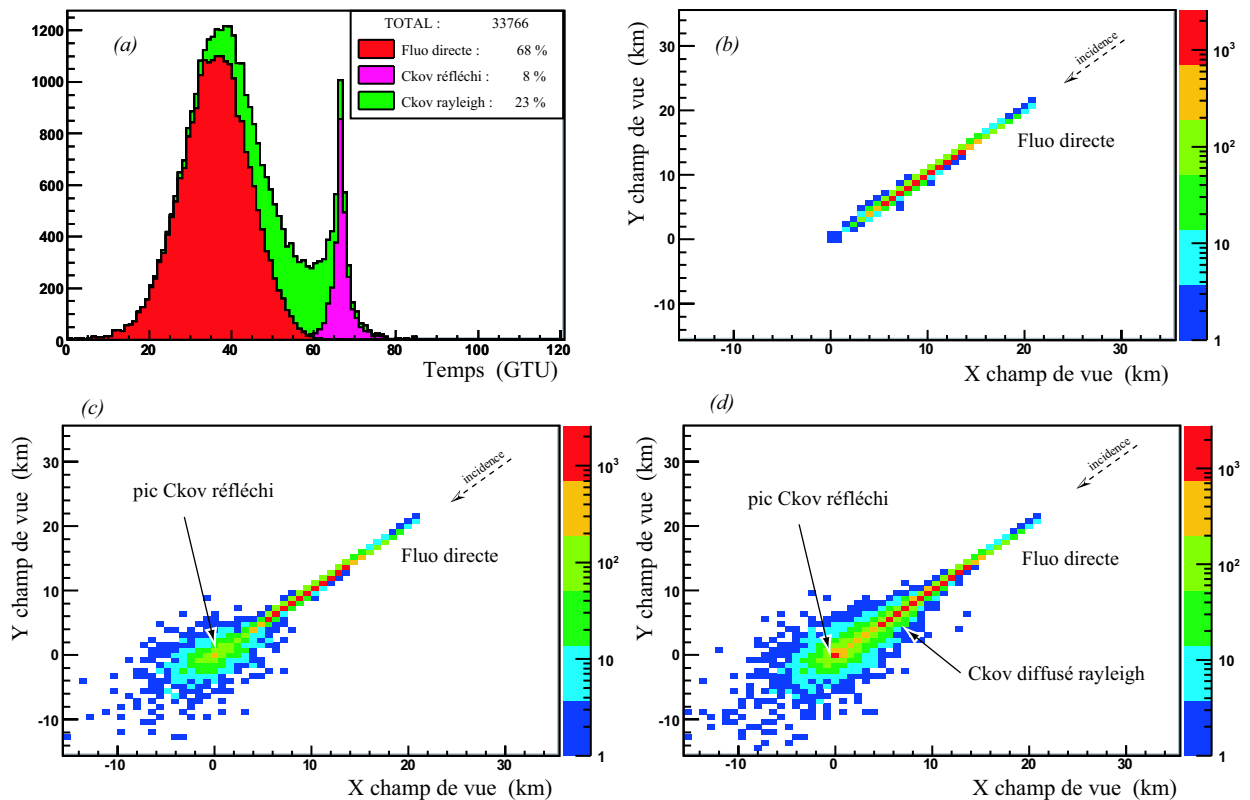 (a)
TOTAL : 33766
Fluo directe : 68 %
Ckov réfléchi : 8 %
Ckov rayleigh : 23 %
1200
1000
800
600
400
200
0
0 20 40 60 80 100 120
Temps (GTU)
(b)
Y champ de vue (km)
30
20
10
0
-10
incidence
Fluo directe
-10 0 10 20 30
X champ de vue (km)
10³
10²
10
1
(c)
Y champ de vue (km)
30
20
10
0
-10
incidence
pic Ckov réfléchi
Fluo directe
-10 0 10 20 30
X champ de vue (km)
10³
10²
10
1
(d)
Y champ de vue (km)
30
20
10
0
-10
incidence
pic Ckov réfléchi
Fluo directe
Ckov diffusé rayleigh
-10 0 10 20 30
X champ de vue (km)
10³
10²
10
1